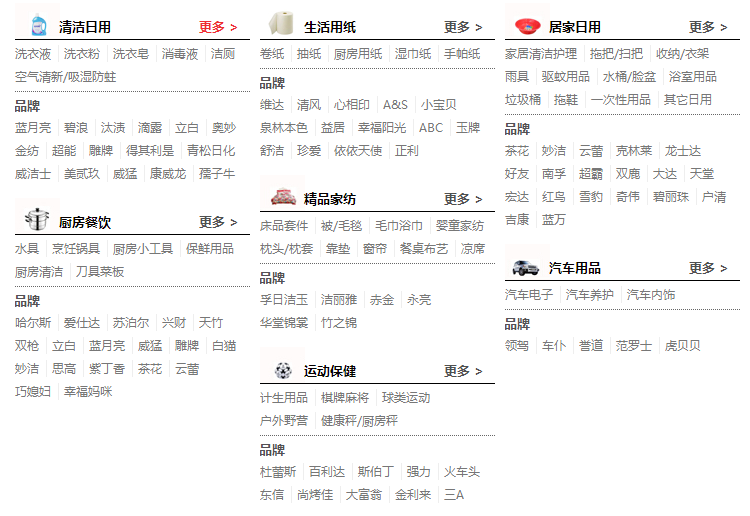 清洁日用 更多 >
洗衣液 洗衣粉 洗衣皂 消毒液 洁厕
空气清新/吸湿防蛀
品牌
蓝月亮 碧浪 汰渍 滴露 立白 奥妙
金纺 超能 雕牌 得其利是 青松日化
威洁士 美贰玖 威猛 康威龙 孺子牛
厨房餐饮 更多 >
水具 烹饪锅具 厨房小工具 保鲜用品
厨房清洁 刀具菜板
品牌
哈尔斯 爱仕达 苏泊尔 兴财 天竹
双枪 立白 蓝月亮 威猛 雕牌 白猫
妙洁 思高 紫丁香 茶花 云蕾
巧媳妇 幸福妈咪
生活用纸 更多 >
卷纸 抽纸 厨房用纸 湿巾纸 手帕纸
品牌
维达 清风 心相印 A&S 小宝贝
泉林本色 益居 幸福阳光 ABC 玉牌
舒洁 珍爱 依依天使 正利
精品家纺 更多 >
床品套件 被/毛毯 毛巾浴巾 婴童家纺
枕头/枕套 靠垫 窗帘 餐桌布艺 凉席
品牌
孚日洁玉 洁丽雅 赤金 永亮
华堂锦裳 竹之锦
运动保健 更多 >
计生用品 棋牌麻将 球类运动
户外野营 健康秤/厨房秤
品牌
杜蕾斯 百利达 斯伯丁 强力 火车头
东信 尚烤佳 大富翁 金利来 三A
居家日用 更多 >
家居清洁护理 拖把/扫把 收纳/衣架
雨具 驱蚊用品 水桶/脸盆 浴室用品
垃圾桶 拖鞋 一次性用品 其它日用
品牌
茶花 妙洁 云蕾 克林莱 龙士达
好友 南孚 超霸 双鹿 大达 天堂
宏达 红鸟 雪豹 奇伟 碧丽珠 户清
吉康 蓝万
汽车用品 更多 >
汽车电子 汽车养护 汽车内饰
品牌
领驾 车仆 誉道 范罗士 虎贝贝